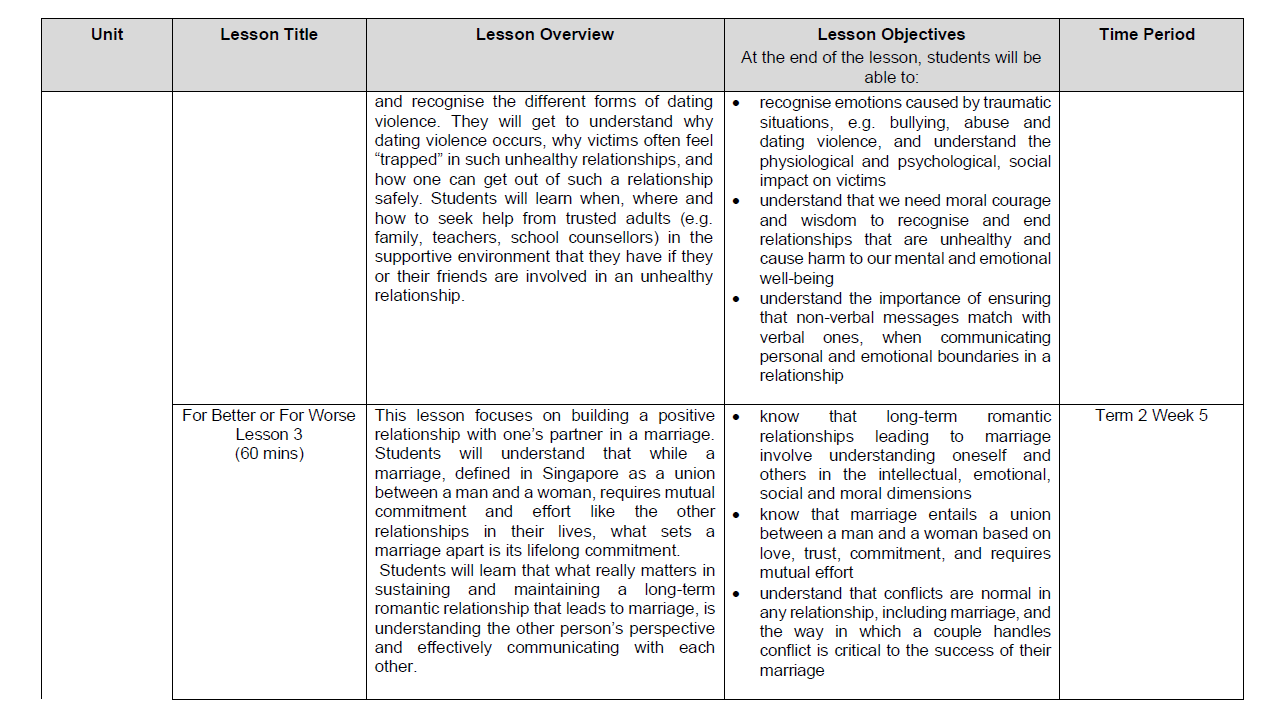 Unit
Lesson Title
Lesson Overview
Lesson Objectives
At the end of the lesson, students will be
able to:
Time Period
and recognise the different forms of dating
violence. They will get to understand why
dating violence occurs, why victims often feel
“trapped” in such unhealthy relationships, and
how one can get out of such a relationship
safely. Students will learn when, where and
how to seek help from trusted adults (e.g.
family, teachers, school counsellors) in the
supportive environment that they have if they
or their friends are involved in an unhealthy
relationship.
• recognise emotions caused by traumatic
situations, e.g. bullying, abuse and
dating violence, and understand the
physiological and psychological, social
impact on victims
• understand that we need moral courage
and wisdom to recognise and end
relationships that are unhealthy and
cause harm to our mental and emotional
well-being
• understand the importance of ensuring
that non-verbal messages match with
verbal ones, when communicating
personal and emotional boundaries in a
relationship
For Better or For Worse
Lesson 3
(60 mins)
This lesson focuses on building a positive
relationship with one’s partner in a marriage.
Students will understand that while a
marriage, defined in Singapore as a union
between a man and a woman, requires mutual
commitment and effort like the other
relationships in their lives, what sets a
marriage apart is its lifelong commitment.
Students will learn that what really matters in
sustaining and maintaining a long-term
romantic relationship that leads to marriage, is
understanding the other person’s perspective
and effectively communicating with each
other.
• know that long-term romantic
relationships leading to marriage
involve understanding oneself and
others in the intellectual, emotional,
social and moral dimensions
• know that marriage entails a union
between a man and a woman based on
love, trust, commitment, and requires
mutual effort
• understand that conflicts are normal in
any relationship, including marriage, and
the way in which a couple handles
conflict is critical to the success of their
marriage
Term 2 Week 5